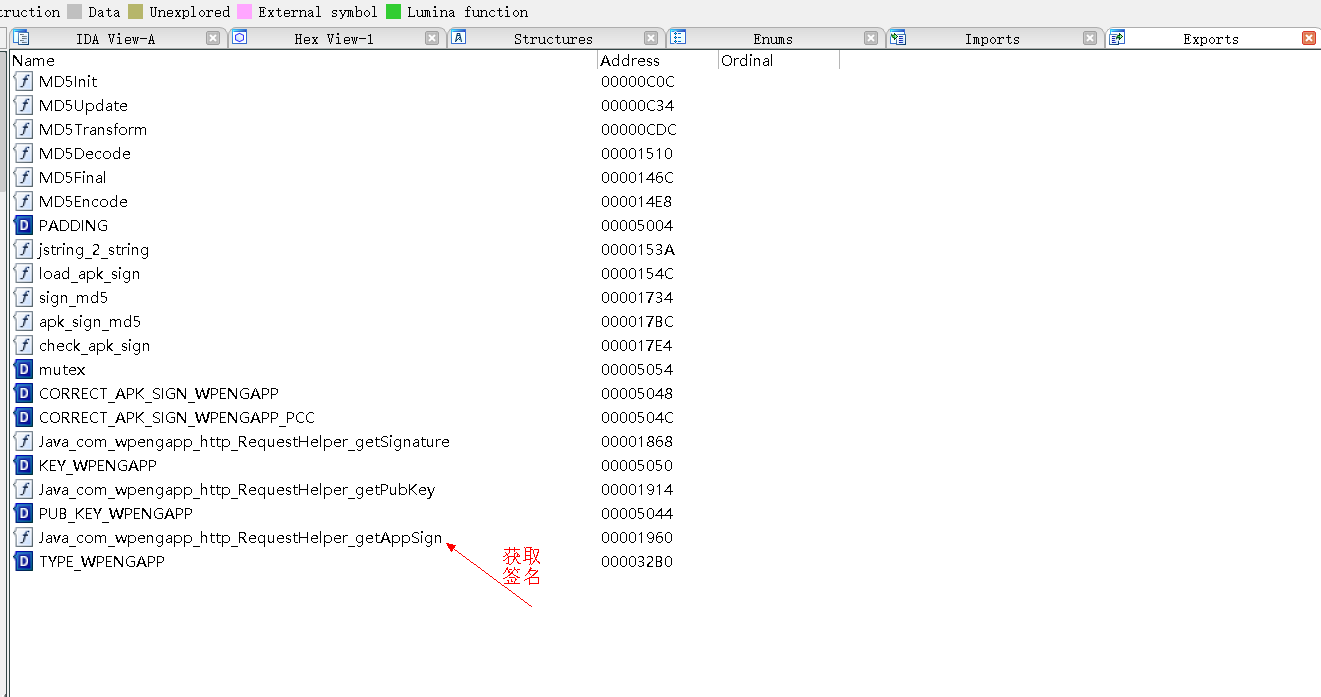 truction Data Unexplored External symbol Lumina function
IDA View-A Hex View-1 Structures Enums Imports Exports
Name Address Ordinal
MD5Init 00000C0C
MD5Update 00000C34
MD5Transform 00000CDC
MD5Decode 00001510
MD5Final 0000146C
MD5Encode 000014E8
PADDING 00005004
jstring_2_string 0000153A
load_apk_sign 0000154C
sign_md5 00001734
apk_sign_md5 000017BC
check_apk_sign 000017E4
mutex 00005054
CORRECT_APK_SIGN_WPENGAPP 00005048
CORRECT_APK_SIGN_WPENGAPP_PCC 0000504C
Java_com_wpengapp_http_RequestHelper_getSignature 00001868
KEY_WPENGAPP 00005050
Java_com_wpengapp_http_RequestHelper_getPubKey 00001914
PUB_KEY_WPENGAPP 00005044
Java_com_wpengapp_http_RequestHelper_getAppSign 00001960
TYPE_WPENGAPP 000032B0
获取
签名